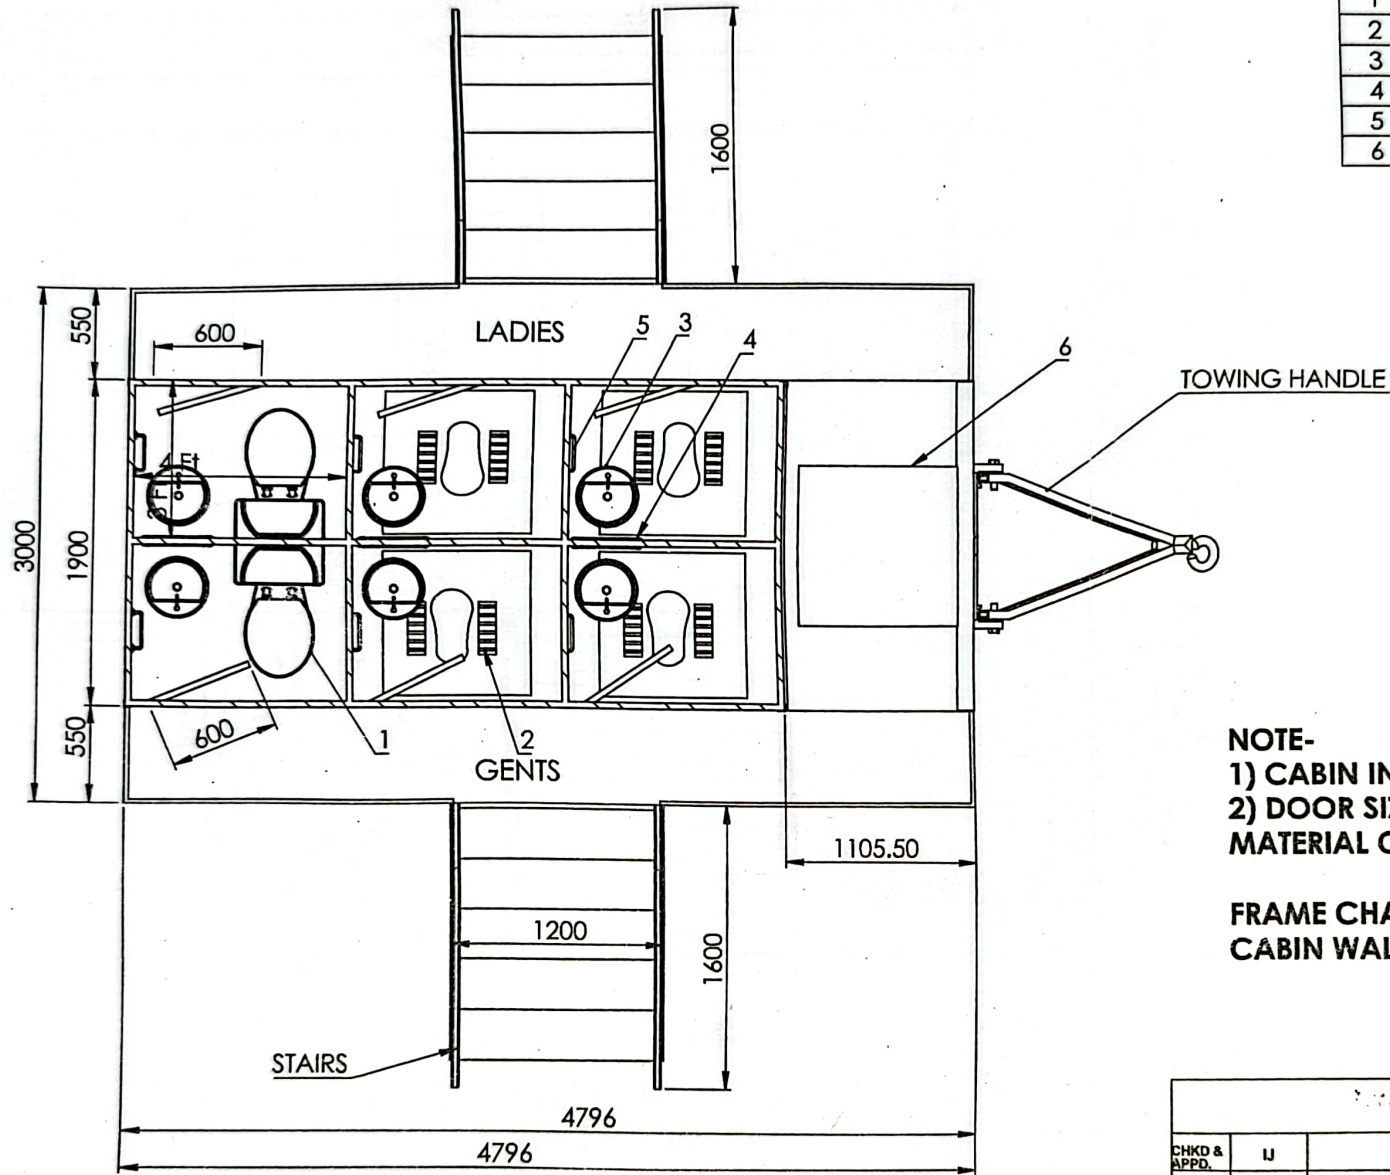 1
2
3
4
5
6
1600
LADIES
5
3
4
6
TOWING HANDLE
550
600
4 Ft
3 F
3000
1900
550
600
1
2
GENTS
NOTE-
1) CABIN IN
2) DOOR SI
MATERIAL
FRAME CHA
CABIN WAL
1105.50
1200
1600
STAIRS
4796
4796
CHKD &
APPD.
IJ